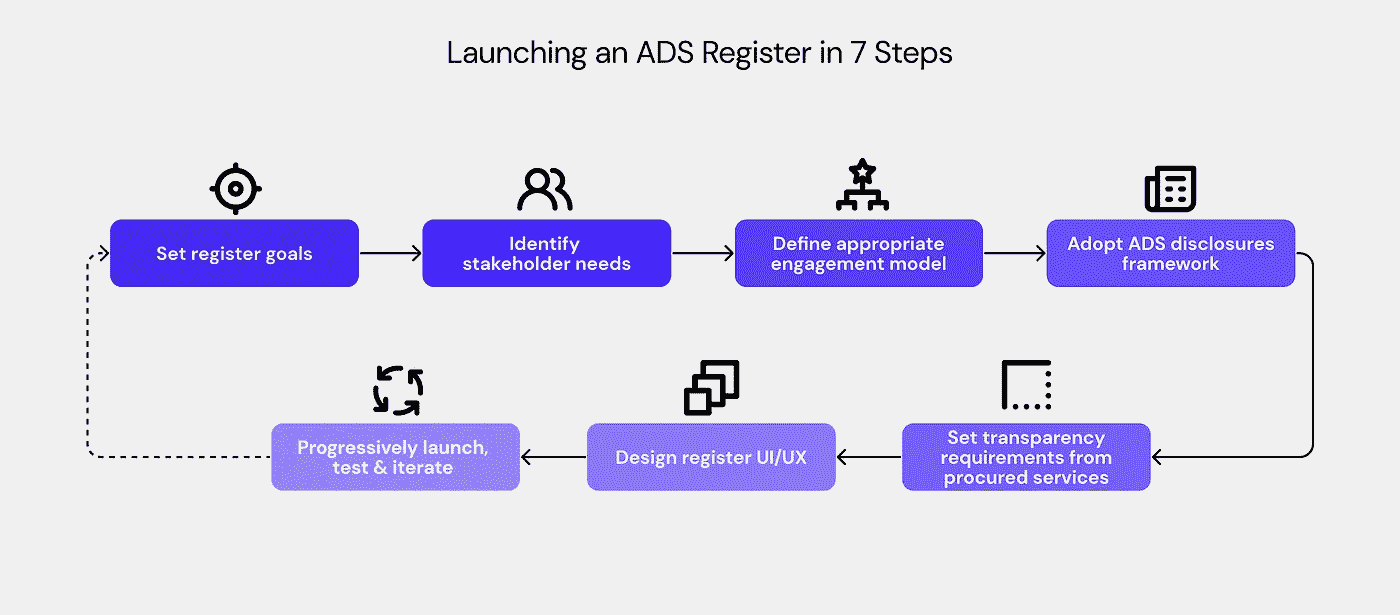 Launching an ADS Register in 7 Steps
Set register goals
Identify
stakeholder needs
Define appropriate
engagement model
Adopt ADS disclosures
framework
Set transparency
requirements from
procured services
Design register UI/UX
Progressively launch,
test & iterate